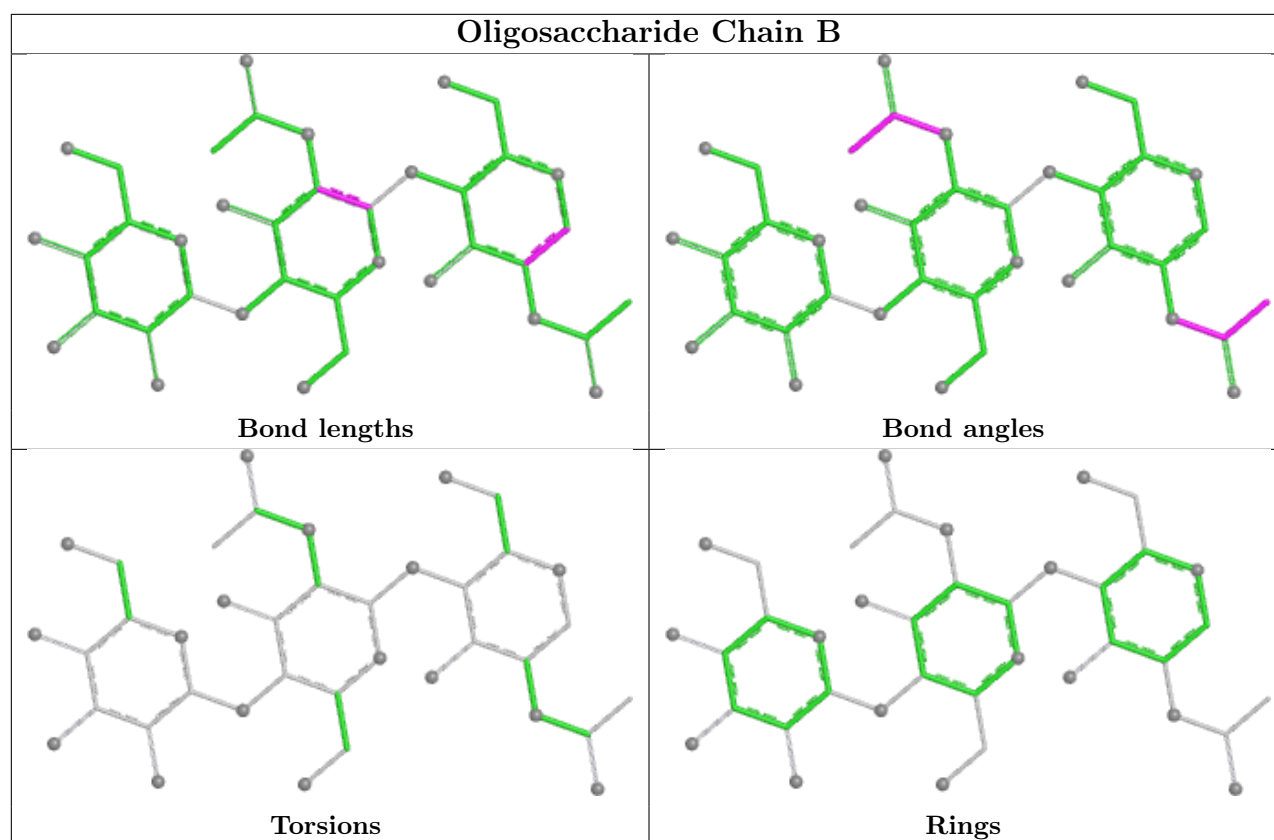 Oligosaccharide Chain B
Bond lengths
Bond angles
Torsions
Rings